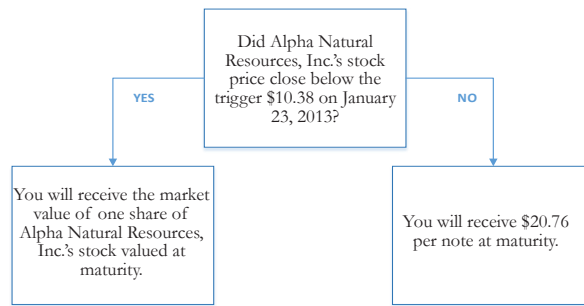 Did Alpha Natural
Resources, Inc.'s stock
price close below the
trigger $10.38 on January
23, 2013?
YES
NO
You will receive the market
value of one share of
Alpha Natural Resources,
Inc.'s stock valued at
maturity.
You will receive $20.76
per note at maturity.